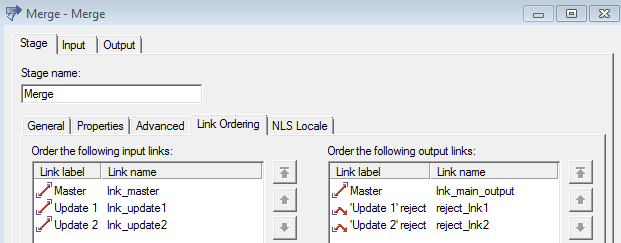 Merge - Merge
Stage Input Output
Stage name:
Merge
General Properties Advanced Link Ordering NLS Locale
Order the following input links: Order the following output links:
Link label Link name Link label Link name
Master lnk_master Master lnk_main_output
Update 1 lnk_update1 'Update 1' reject reject_lnk1
Update 2 lnk_update2 'Update 2' reject reject_lnk2